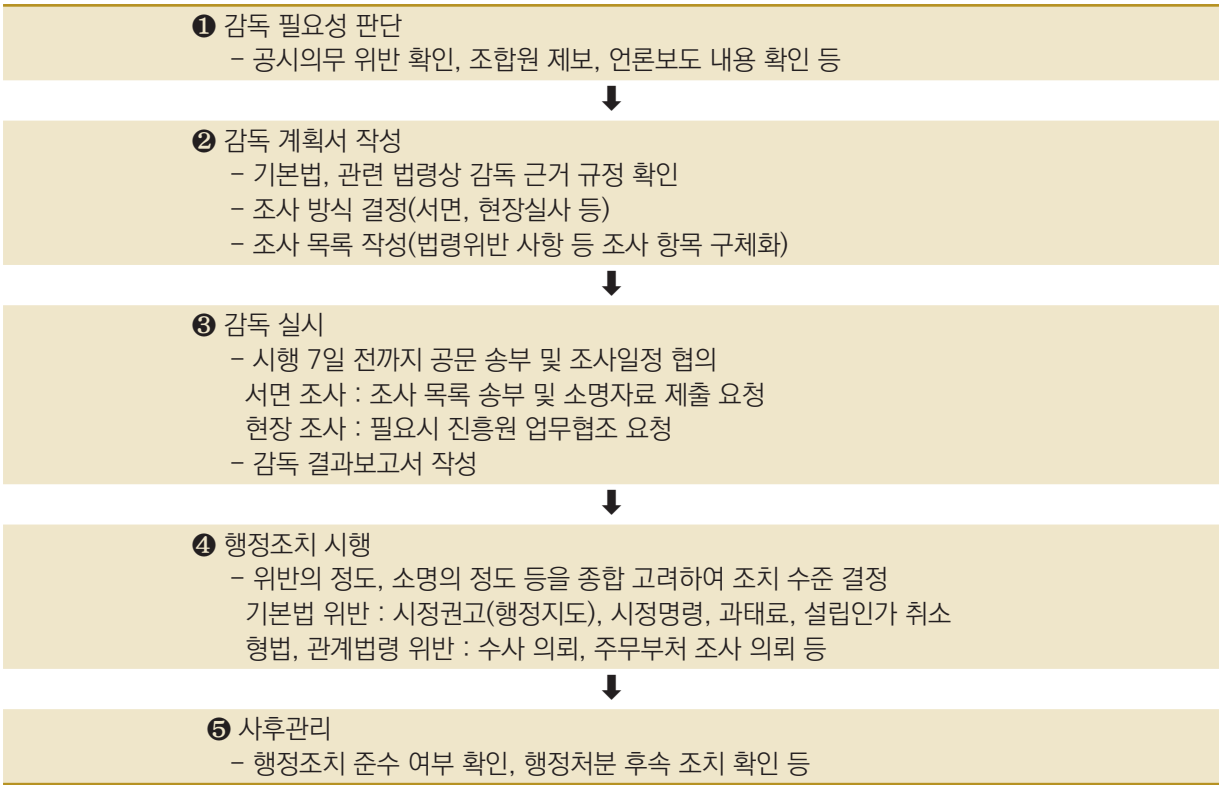 ❶ 감독 필요성 판단
– 공시의무 위반 확인, 조합원 제보, 언론보도 내용 확인 등
❷ 감독 계획서 작성
– 기본법, 관련 법령상 감독 근거 규정 확인
– 조사 방식 결정(서면, 현장실사 등)
– 조사 목록 작성(법령위반 사항 등 조사 항목 구체화)
❸ 감독 실시
– 시행 7일 전까지 공문 송부 및 조사일정 협의
서면 조사 : 조사 목록 송부 및 소명자료 제출 요청
현장 조사 : 필요시 진흥원 업무협조 요청
– 감독 결과보고서 작성
❹ 행정조치 시행
– 위반의 정도, 소명의 정도 등을 종합 고려하여 조치 수준 결정
기본법 위반 : 시정권고(행정지도), 시정명령, 과태료, 설립인가 취소
형법, 관계법령 위반 : 수사 의뢰, 주무부처 조사 의뢰 등
❺ 사후관리
– 행정조치 준수 여부 확인, 행정처분 후속 조치 확인 등